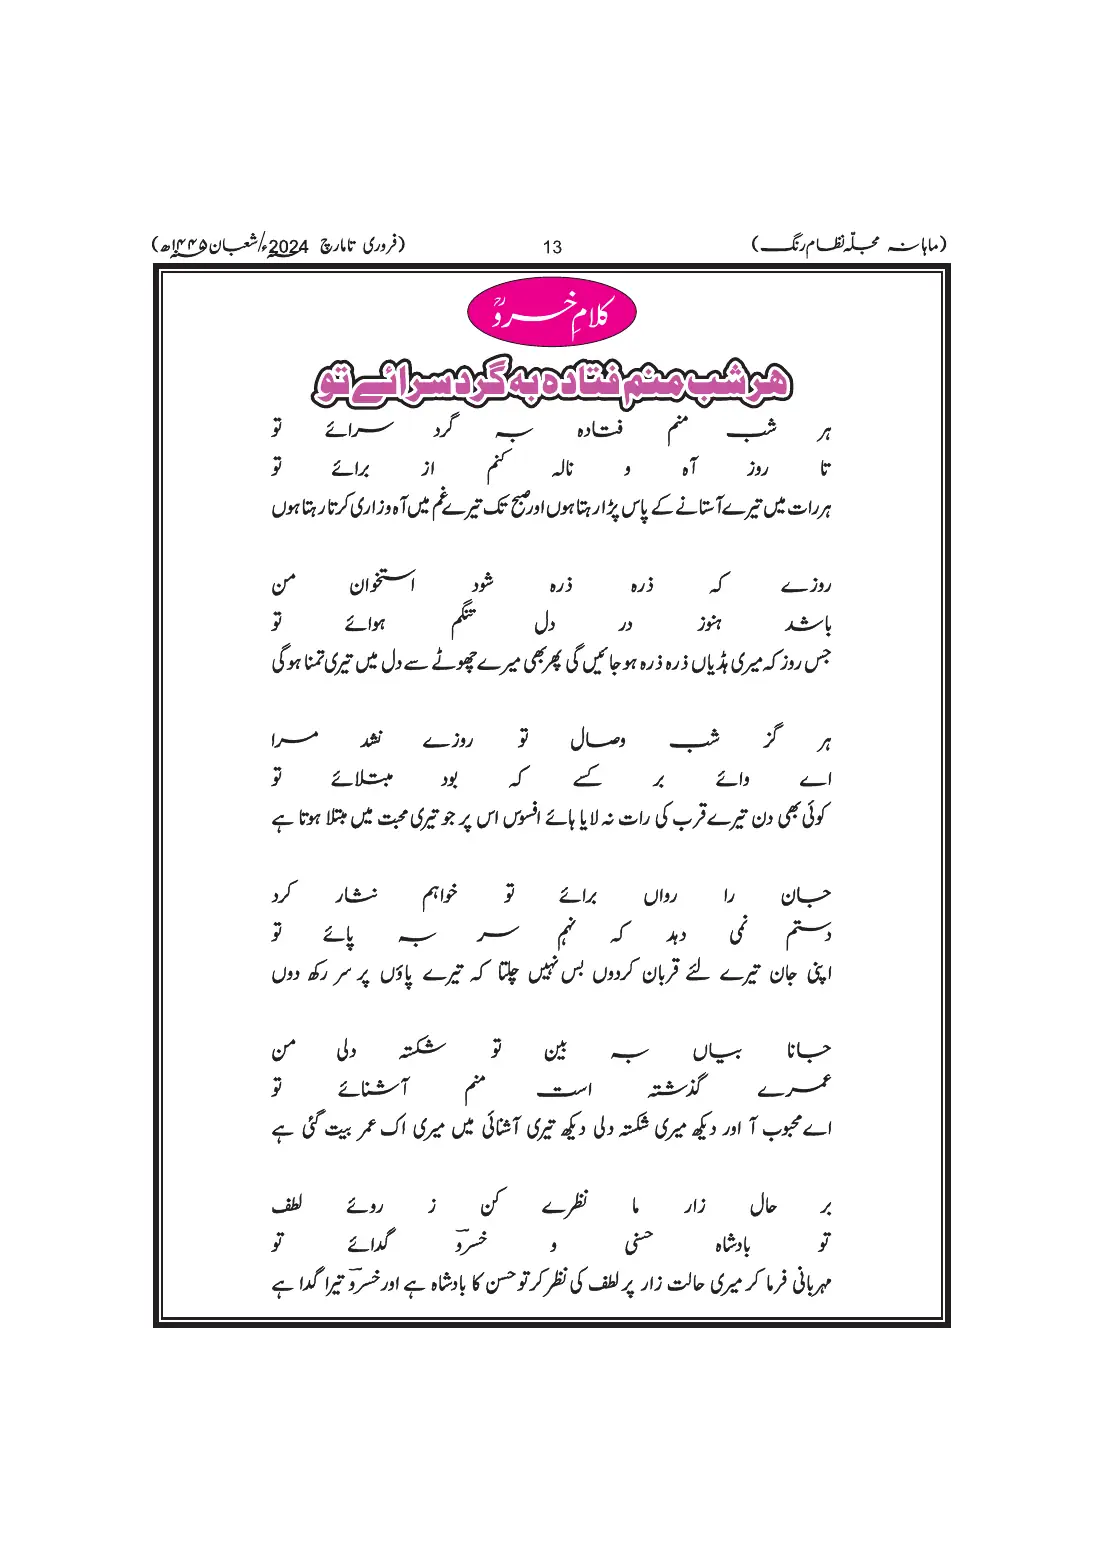 (ماہانہ مجلّہ نظام رنگ)
13
(فروری تا مارچ 2024ء/شعبان ۱۴۴۵ھ)
کلامِ خسروؒ
ھر شب منم فتادہ بہ گرد سرائے تو
ہر شب منم فتادہ بہ گرد سرائے تو
تا روز آہ و نالہ کنم از برائے تو
ہر رات میں تیرے آستانے کے پاس پڑا رہتا ہوں اور صبح تک تیرے غم میں آہ و زاری کرتا رہتا ہوں
روزے کہ ذرہ ذرہ شود استخوان من
باشد ہنوز در دل تنگم ہوائے تو
جس روز کہ میری ہڈیاں ذرہ ذرہ ہو جائیں گی پھر بھی میرے چھوٹے سے دل میں تیری تمنا ہو گی
ہر گز شب وصال تو روزے نشد مرا
اے وائے بر کسے کہ بود مبتلائے تو
کوئی بھی دن تیرے قرب کی رات نہ لایا ہائے افسوس اس پر جو تیری محبت میں مبتلا ہوتا ہے
جان را رواں برائے تو خواہم نثار کرد
دستم نمی دہد کہ نہم سر بہ پائے تو
اپنی جان تیرے لئے قربان کردوں بس نہیں چلتا کہ تیرے پاؤں پر سر رکھ دوں
جانا بیاں بہ بین تو شکستہ دلی من
عمرے گذشتہ است منم آشنائے تو
اے محبوب آ اور دیکھ میری شکستہ دلی دیکھ تیری آشنائی میں میری اک عمر بیت گئی ہے
بر حال زار ما نظرے کن ز روئے لطف
تو بادشاہ حسنی و خسروؔ گدائے تو
مہربانی فرما کر میری حالت زار پر لطف کی نظر کر تو حسن کا بادشاہ ہے اور خسروؔ تیرا گدا ہے